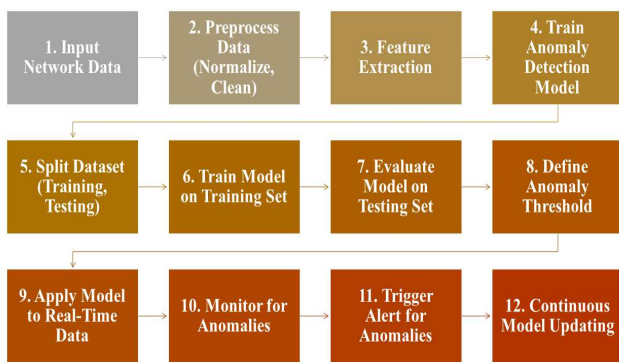 1. Input
Network Data
2. Preprocess
Data
(Normalize,
Clean)
3. Feature
Extraction
4. Train
Anomaly
Detection
Model
5. Split Dataset
(Training,
Testing)
6. Train Model
on Training Set
7. Evaluate
Model on
Testing Set
8. Define
Anomaly
Threshold
9. Apply Model
to Real-Time
Data
10. Monitor for
Anomalies
11. Trigger
Alert for
Anomalies
12. Continuous
Model Updating